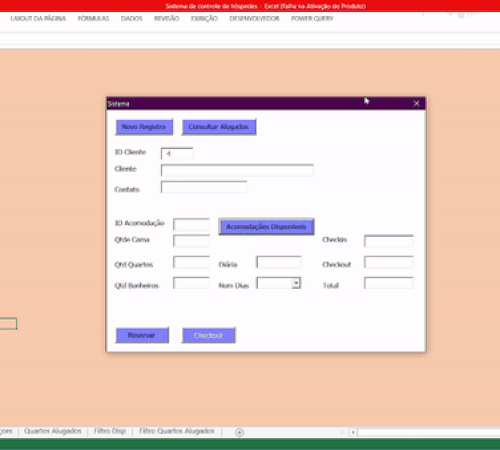 Sistema de controle de hóspedes - Excel (Falha na Ativação do Produto)
LAYOUT DA PÁGINA FÓRMULAS DADOS REVISÃO EXIBIÇÃO DESENVOLVEDOR POWER QUERY
Sistema
Novo Registro Consultar Alugados
ID Cliente 4
Cliente
Contato
ID Acomodação Acomodações Disponíveis
Qtde Cama Checkin
Qtd Quartos Diária Checkout
Qtd Banheiros Num Dias Total
Reservar Checkout
Quartos Alugados Filtro Disp Filtro Quartos Alugados